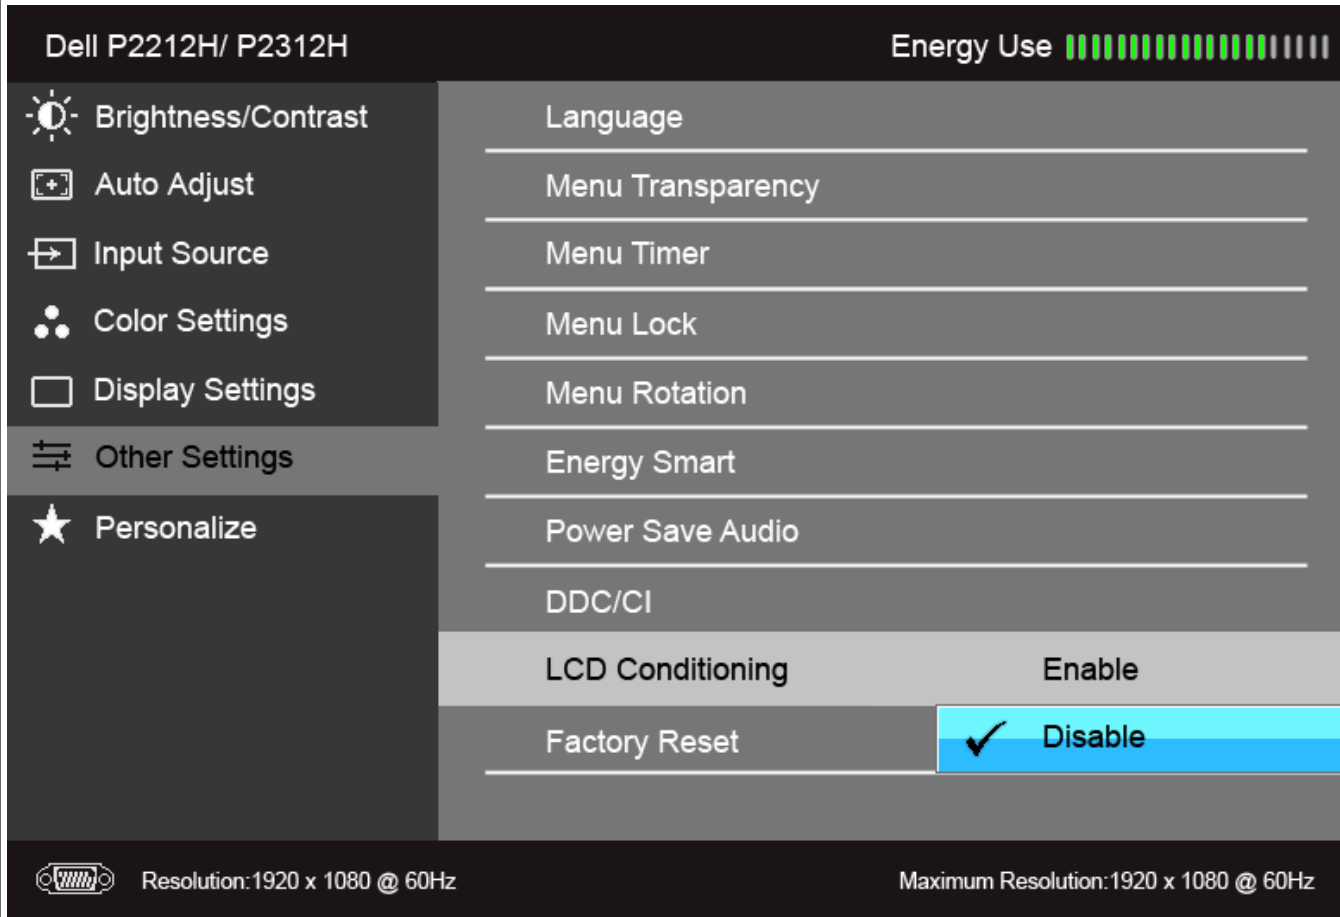 Dell P2212H/ P2312H
Energy Use
Brightness/Contrast
Auto Adjust
Input Source
Color Settings
Display Settings
Other Settings
Personalize
Language
Menu Transparency
Menu Timer
Menu Lock
Menu Rotation
Energy Smart
Power Save Audio
DDC/CI
LCD Conditioning
Enable
Factory Reset
Disable
Resolution:1920 x 1080 @ 60Hz
Maximum Resolution:1920 x 1080 @ 60Hz